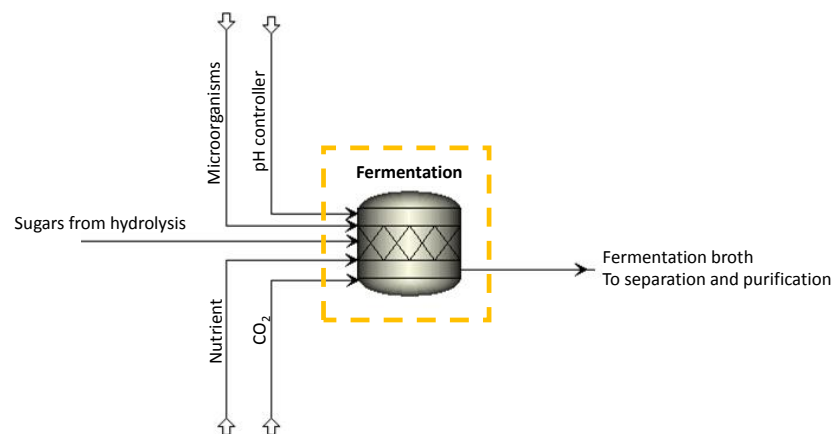 Microorganisms
pH controller
Fermentation
Sugars from hydrolysis
Fermentation broth
To separation and purification
Nutrient
CO₂